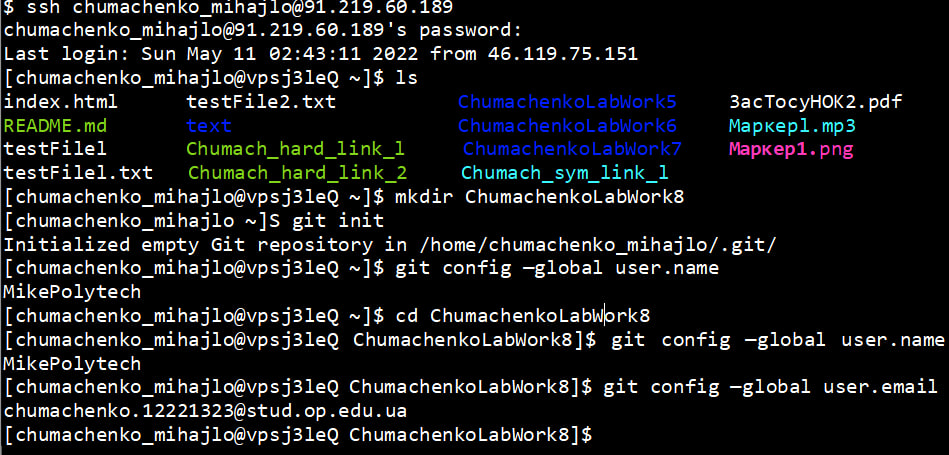 $ ssh chumachenko_mihajlo@91.219.60.189
chumachenko_mihajlo@91.219.60.189's password:
Last login: Sun May 11 02:43:11 2022 from 46.119.75.151
[chumachenko_mihajlo@vpsj3leQ ~]$ ls
index.html testFile2.txt ChumachenkoLabWork5 3acTocyHOK2.pdf
README.md text ChumachenkoLabWork6 Маркерl.mp3
testFilel Chumach_hard_link_l ChumachenkoLabWork7 Маркер1.png
testFilel.txt Chumach_hard_link_2 Chumach_sym_link_l
[chumachenko_mihajlo@vpsj3leQ ~]$ mkdir ChumachenkoLabWork8
[chumachenko_mihajlo ~]S git init
Initialized empty Git repository in /home/chumachenko_mihajlo/.git/
[chumachenko_mihajlo@vpsj3leQ ~]$ git config —global user.name
MikePolytech
[chumachenko_mihajlo@vpsj3leQ ~]$ cd ChumachenkoLabWork8
[chumachenko_mihajlo@vpsj3leQ ChumachenkoLabWork8]$ git config —global user.name
MikePolytech
[chumachenko_mihajlo@vpsj3leQ ChumachenkoLabWork8]$ git config —global user.email
chumachenko.12221323@stud.op.edu.ua
[chumachenko_mihajlo@vpsj3leQ ChumachenkoLabWork8]$